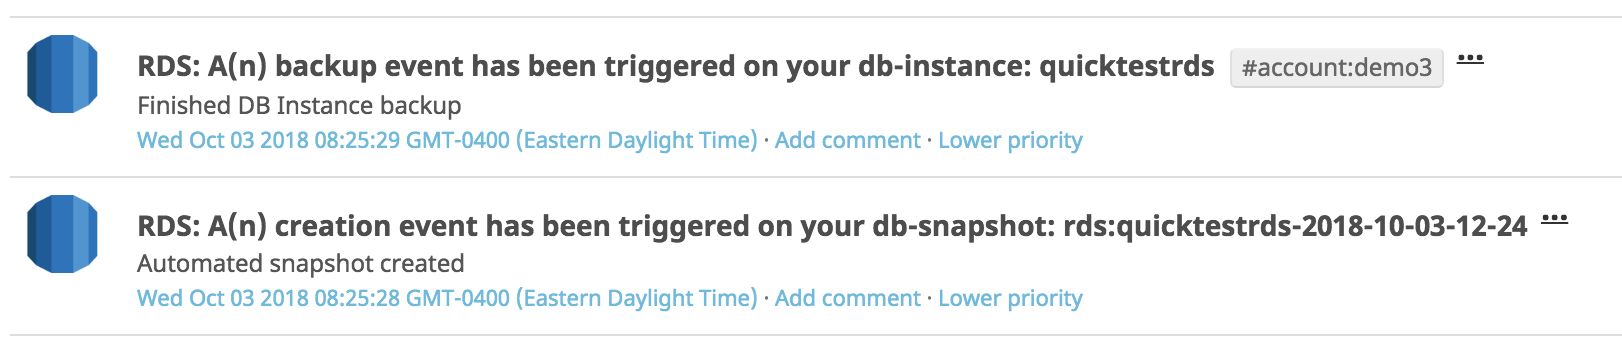 RDS: A(n) backup event has been triggered on your db-instance: quicktestrds #account:demo3 ...
Finished DB Instance backup
Wed Oct 03 2018 08:25:29 GMT-0400 (Eastern Daylight Time) · Add comment · Lower priority
RDS: A(n) creation event has been triggered on your db-snapshot: rds:quicktestrds-2018-10-03-12-24 ...
Automated snapshot created
Wed Oct 03 2018 08:25:28 GMT-0400 (Eastern Daylight Time) · Add comment · Lower priority